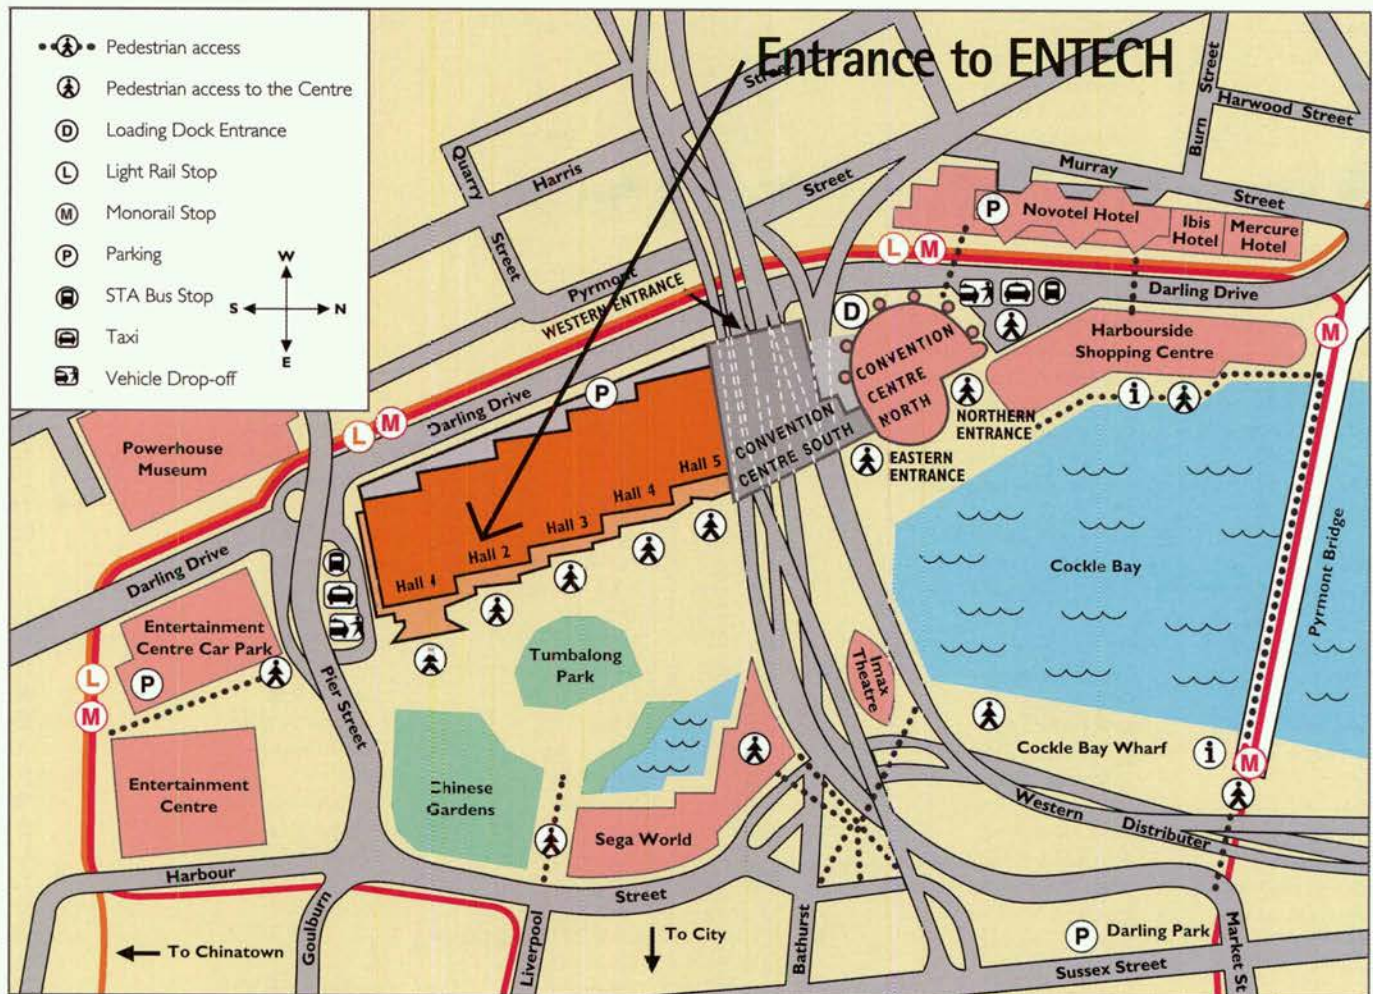 Entrance to ENTECH
Pedestrian access
Pedestrian access to the Centre
D
Loading Dock Entrance
L
Light Rail Stop
M
Monorail Stop
P
Parking
STA Bus Stop
Taxi
Vehicle Drop-off
W
S
N
E
Quarry
Street
Harris
Street
Pyrmont
Street
WESTERN ENTRANCE
Burn Street
Harwood Street
Murray
Street
P
Novotel Hotel
Ibis
Hotel
Mercure
Hotel
L
M
Darling Drive
D
CONVENTION
CENTRE
NORTH
Harbourside
Shopping Centre
M
i
NORTHERN
ENTRANCE
EASTERN
ENTRANCE
CONVENTION
CENTRE SOUTH
P
Darling Drive
L
M
Powerhouse
Museum
Hall 5
Hall 4
Hall 3
Hall 2
Hall 1
Darling Drive
Cockle Bay
Pyrmont Bridge
Entertainment
Centre Car Park
P
L
M
Pier Street
Tumbalong
Park
Imax
Theatre
Entertainment
Centre
Chinese
Gardens
Sega World
Cockle Bay Wharf
i
M
Western Distributer
Harbour
Street
Goulburn
Liverpool
Bathurst
To Chinatown
To City
P
Darling Park
Sussex Street
Market St